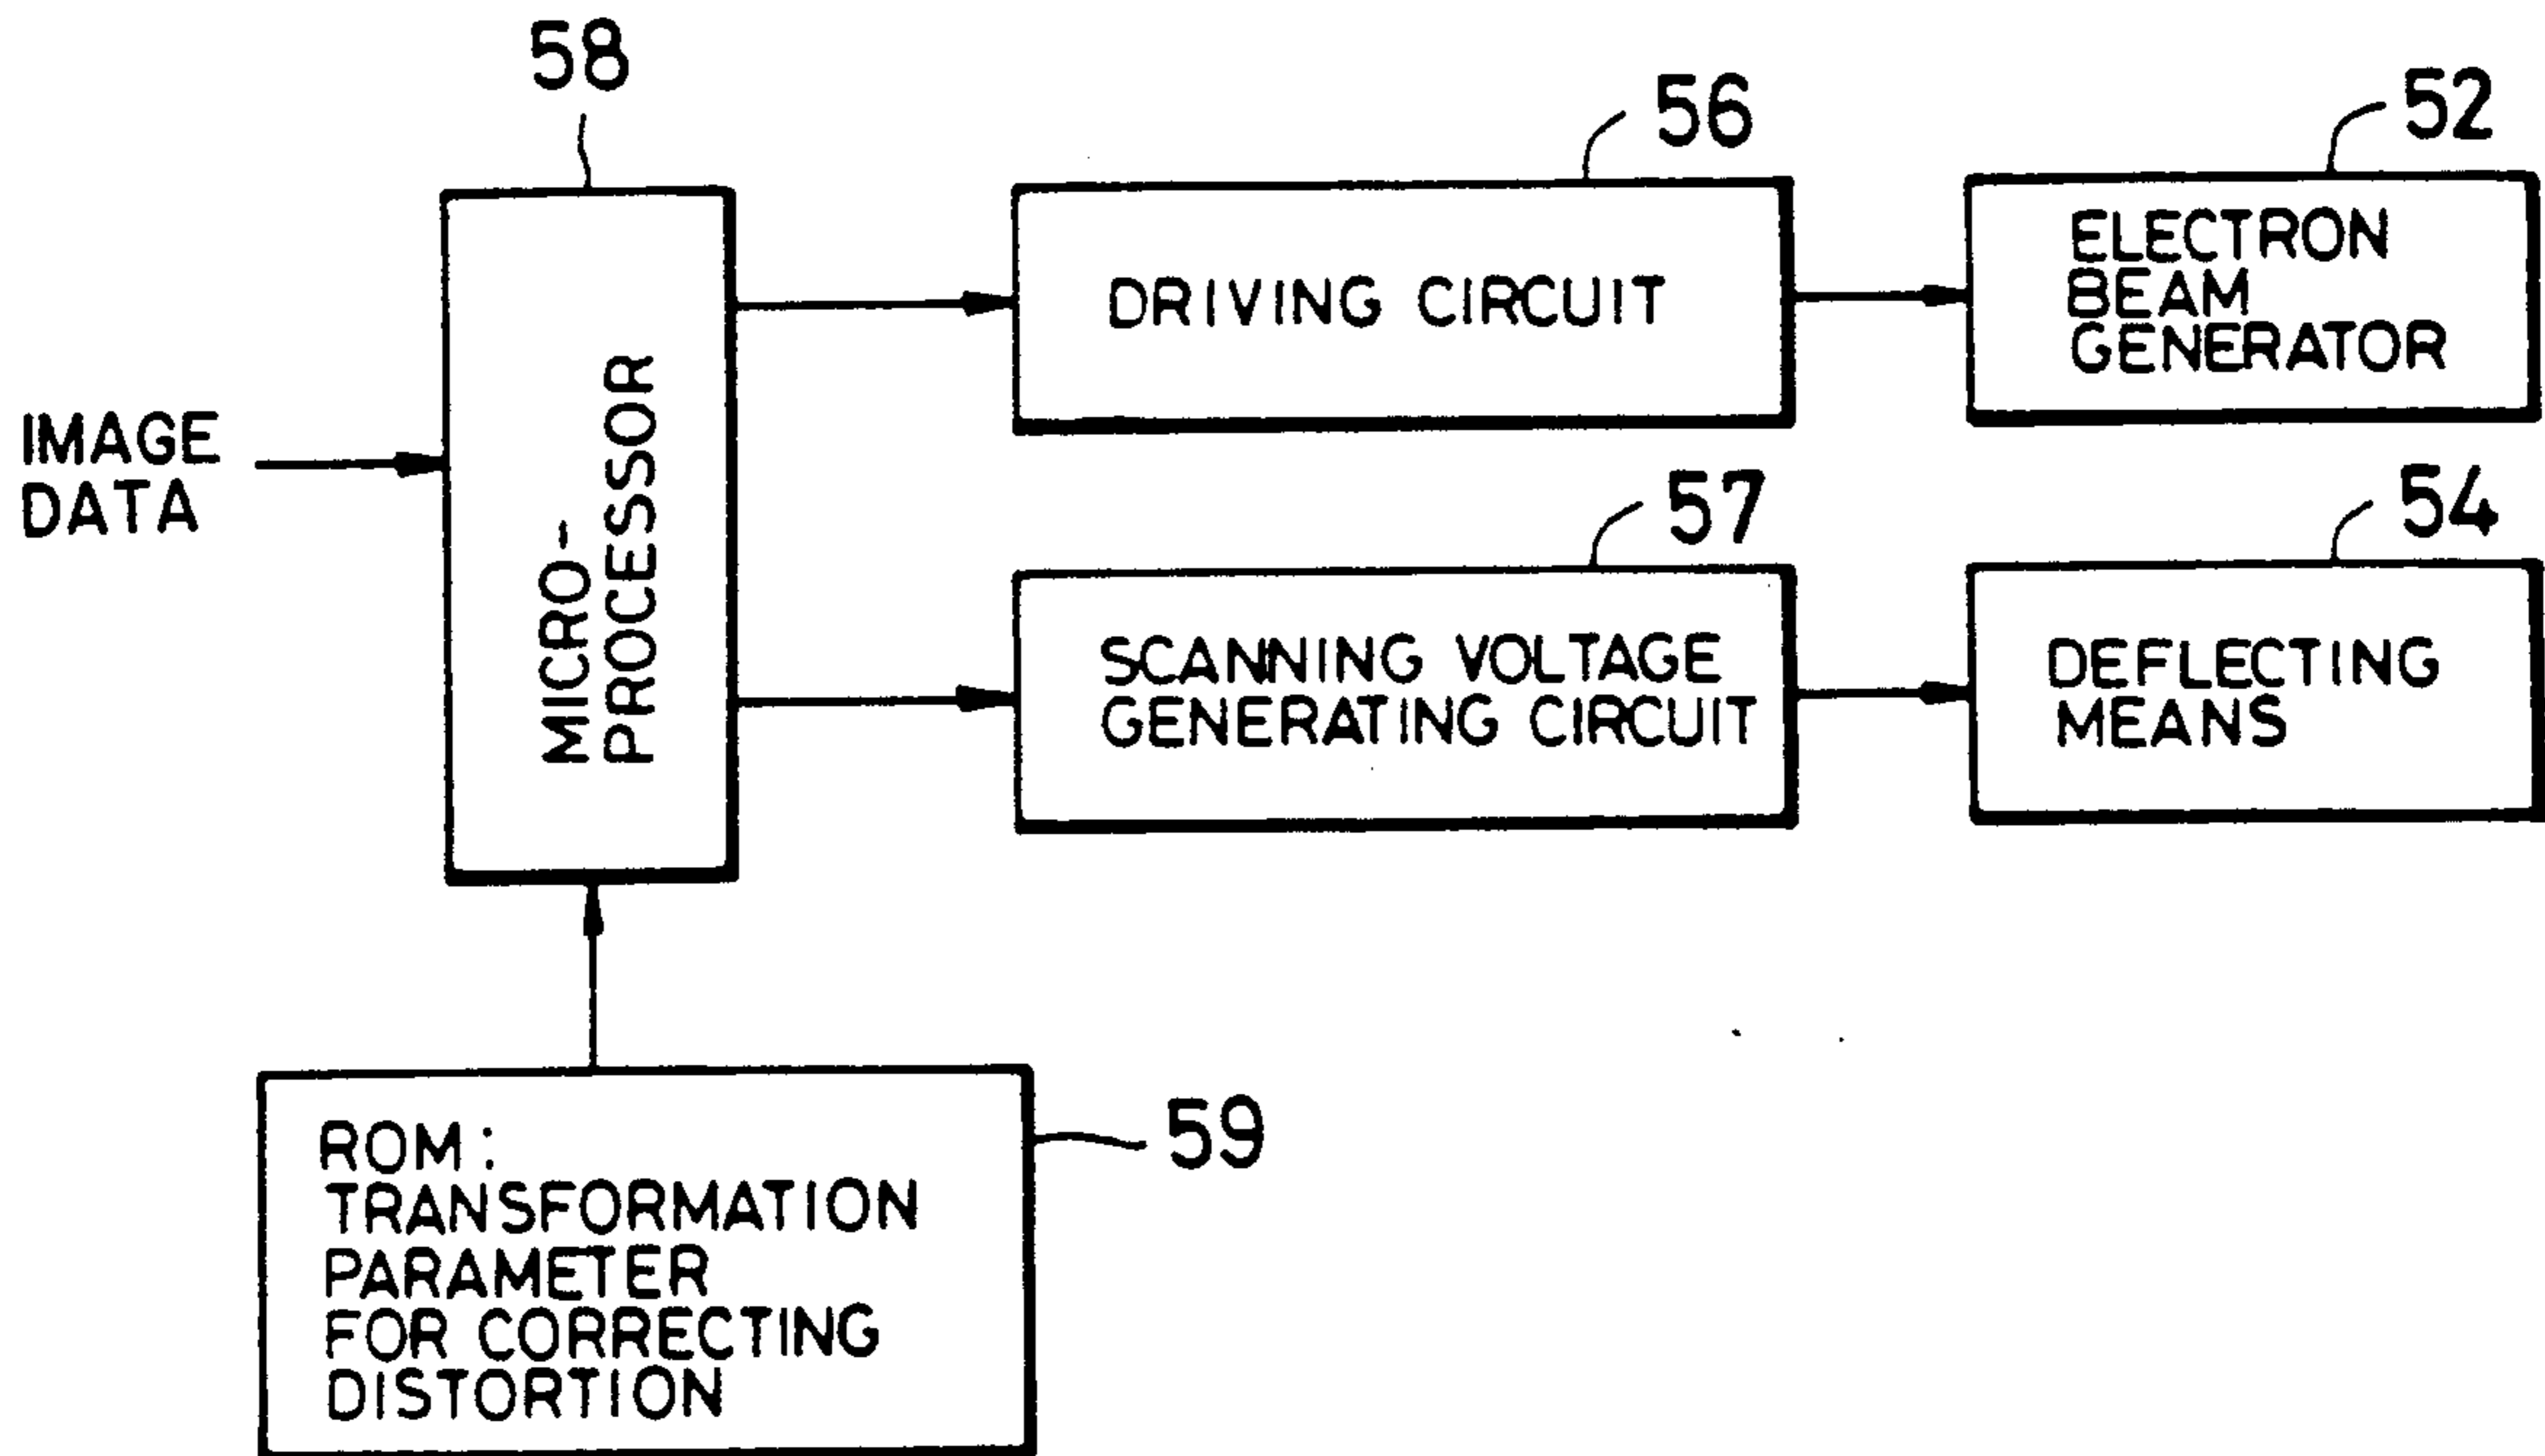 58
56
52
MICRO-
PROCESSOR
DRIVING CIRCUIT
ELECTRON
BEAM
GENERATOR
IMAGE
DATA
57
54
SCANNING VOLTAGE
GENERATING CIRCUIT
DEFLECTING
MEANS
59
ROM:
TRANSFORMATION
PARAMETER
FOR CORRECTING
DISTORTION